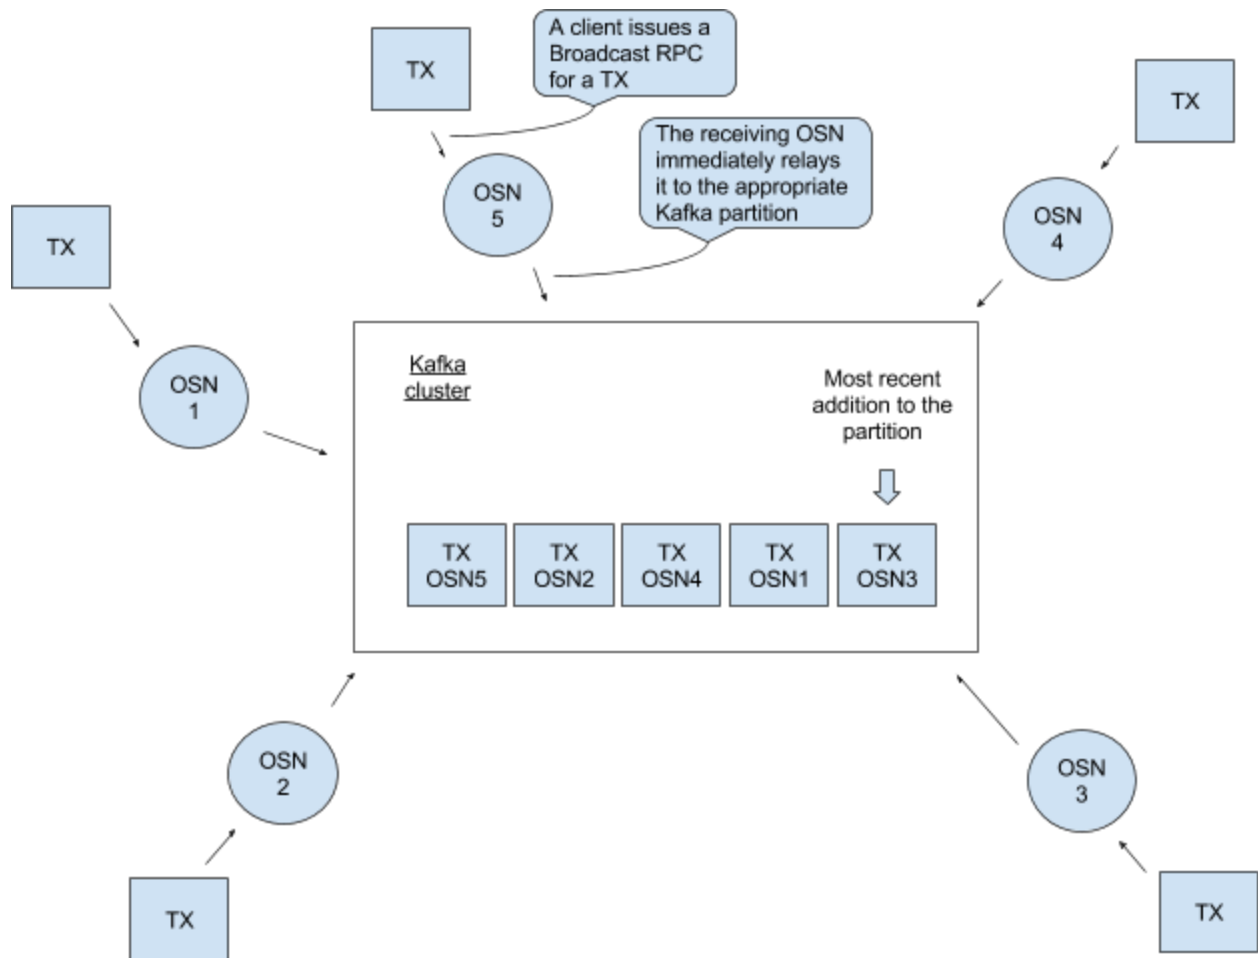 TX
A client issues a
Broadcast RPC
for a TX
TX
The receiving OSN
immediately relays
it to the appropriate
Kafka partition
OSN
5
OSN
4
TX
OSN
1
Kafka
cluster
Most recent
addition to the
partition
TX
OSN5
TX
OSN2
TX
OSN4
TX
OSN1
TX
OSN3
OSN
2
OSN
3
TX
TX